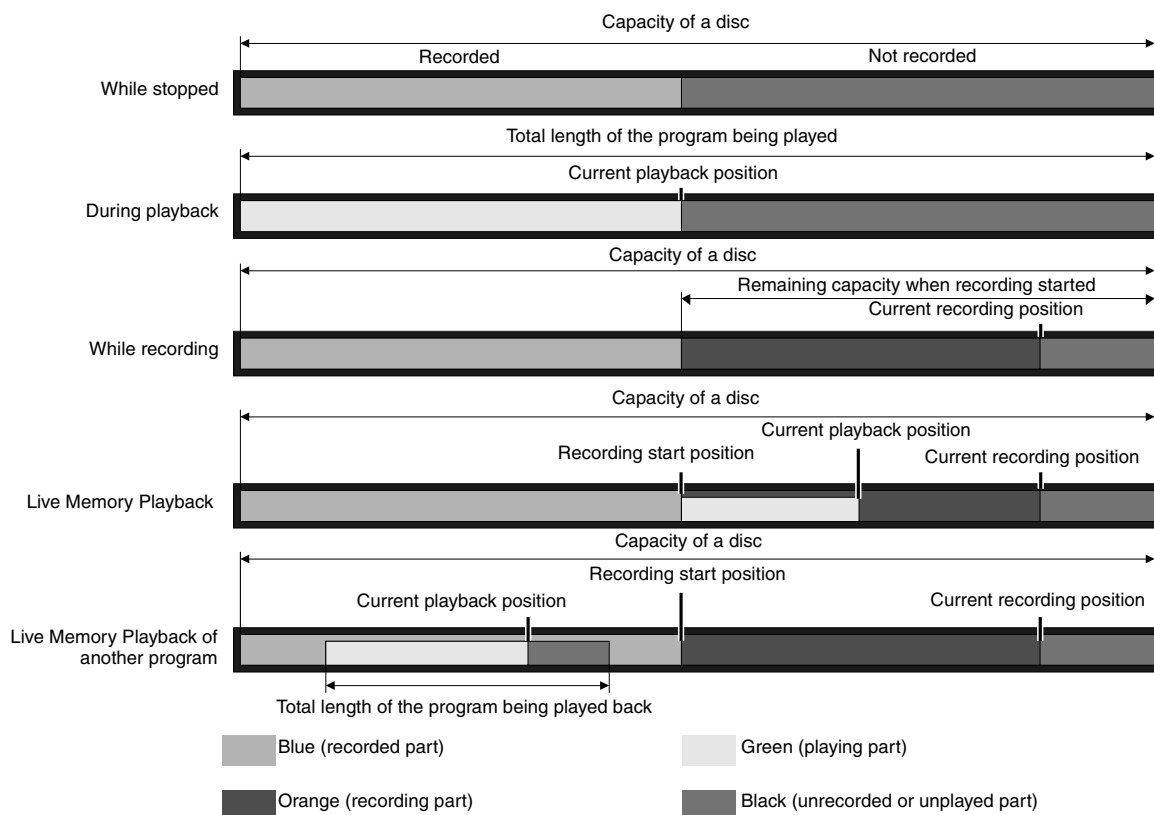 Capacity of a disc
Recorded
Not recorded
While stopped
Total length of the program being played
Current playback position
During playback
Capacity of a disc
Remaining capacity when recording started
Current recording position
While recording
Capacity of a disc
Current playback position
Recording start position
Current recording position
Live Memory Playback
Capacity of a disc
Recording start position
Current playback position
Current recording position
Live Memory Playback of
another program
Total length of the program being played back
Blue (recorded part)
Green (playing part)
Orange (recording part)
Black (unrecorded or unplayed part)